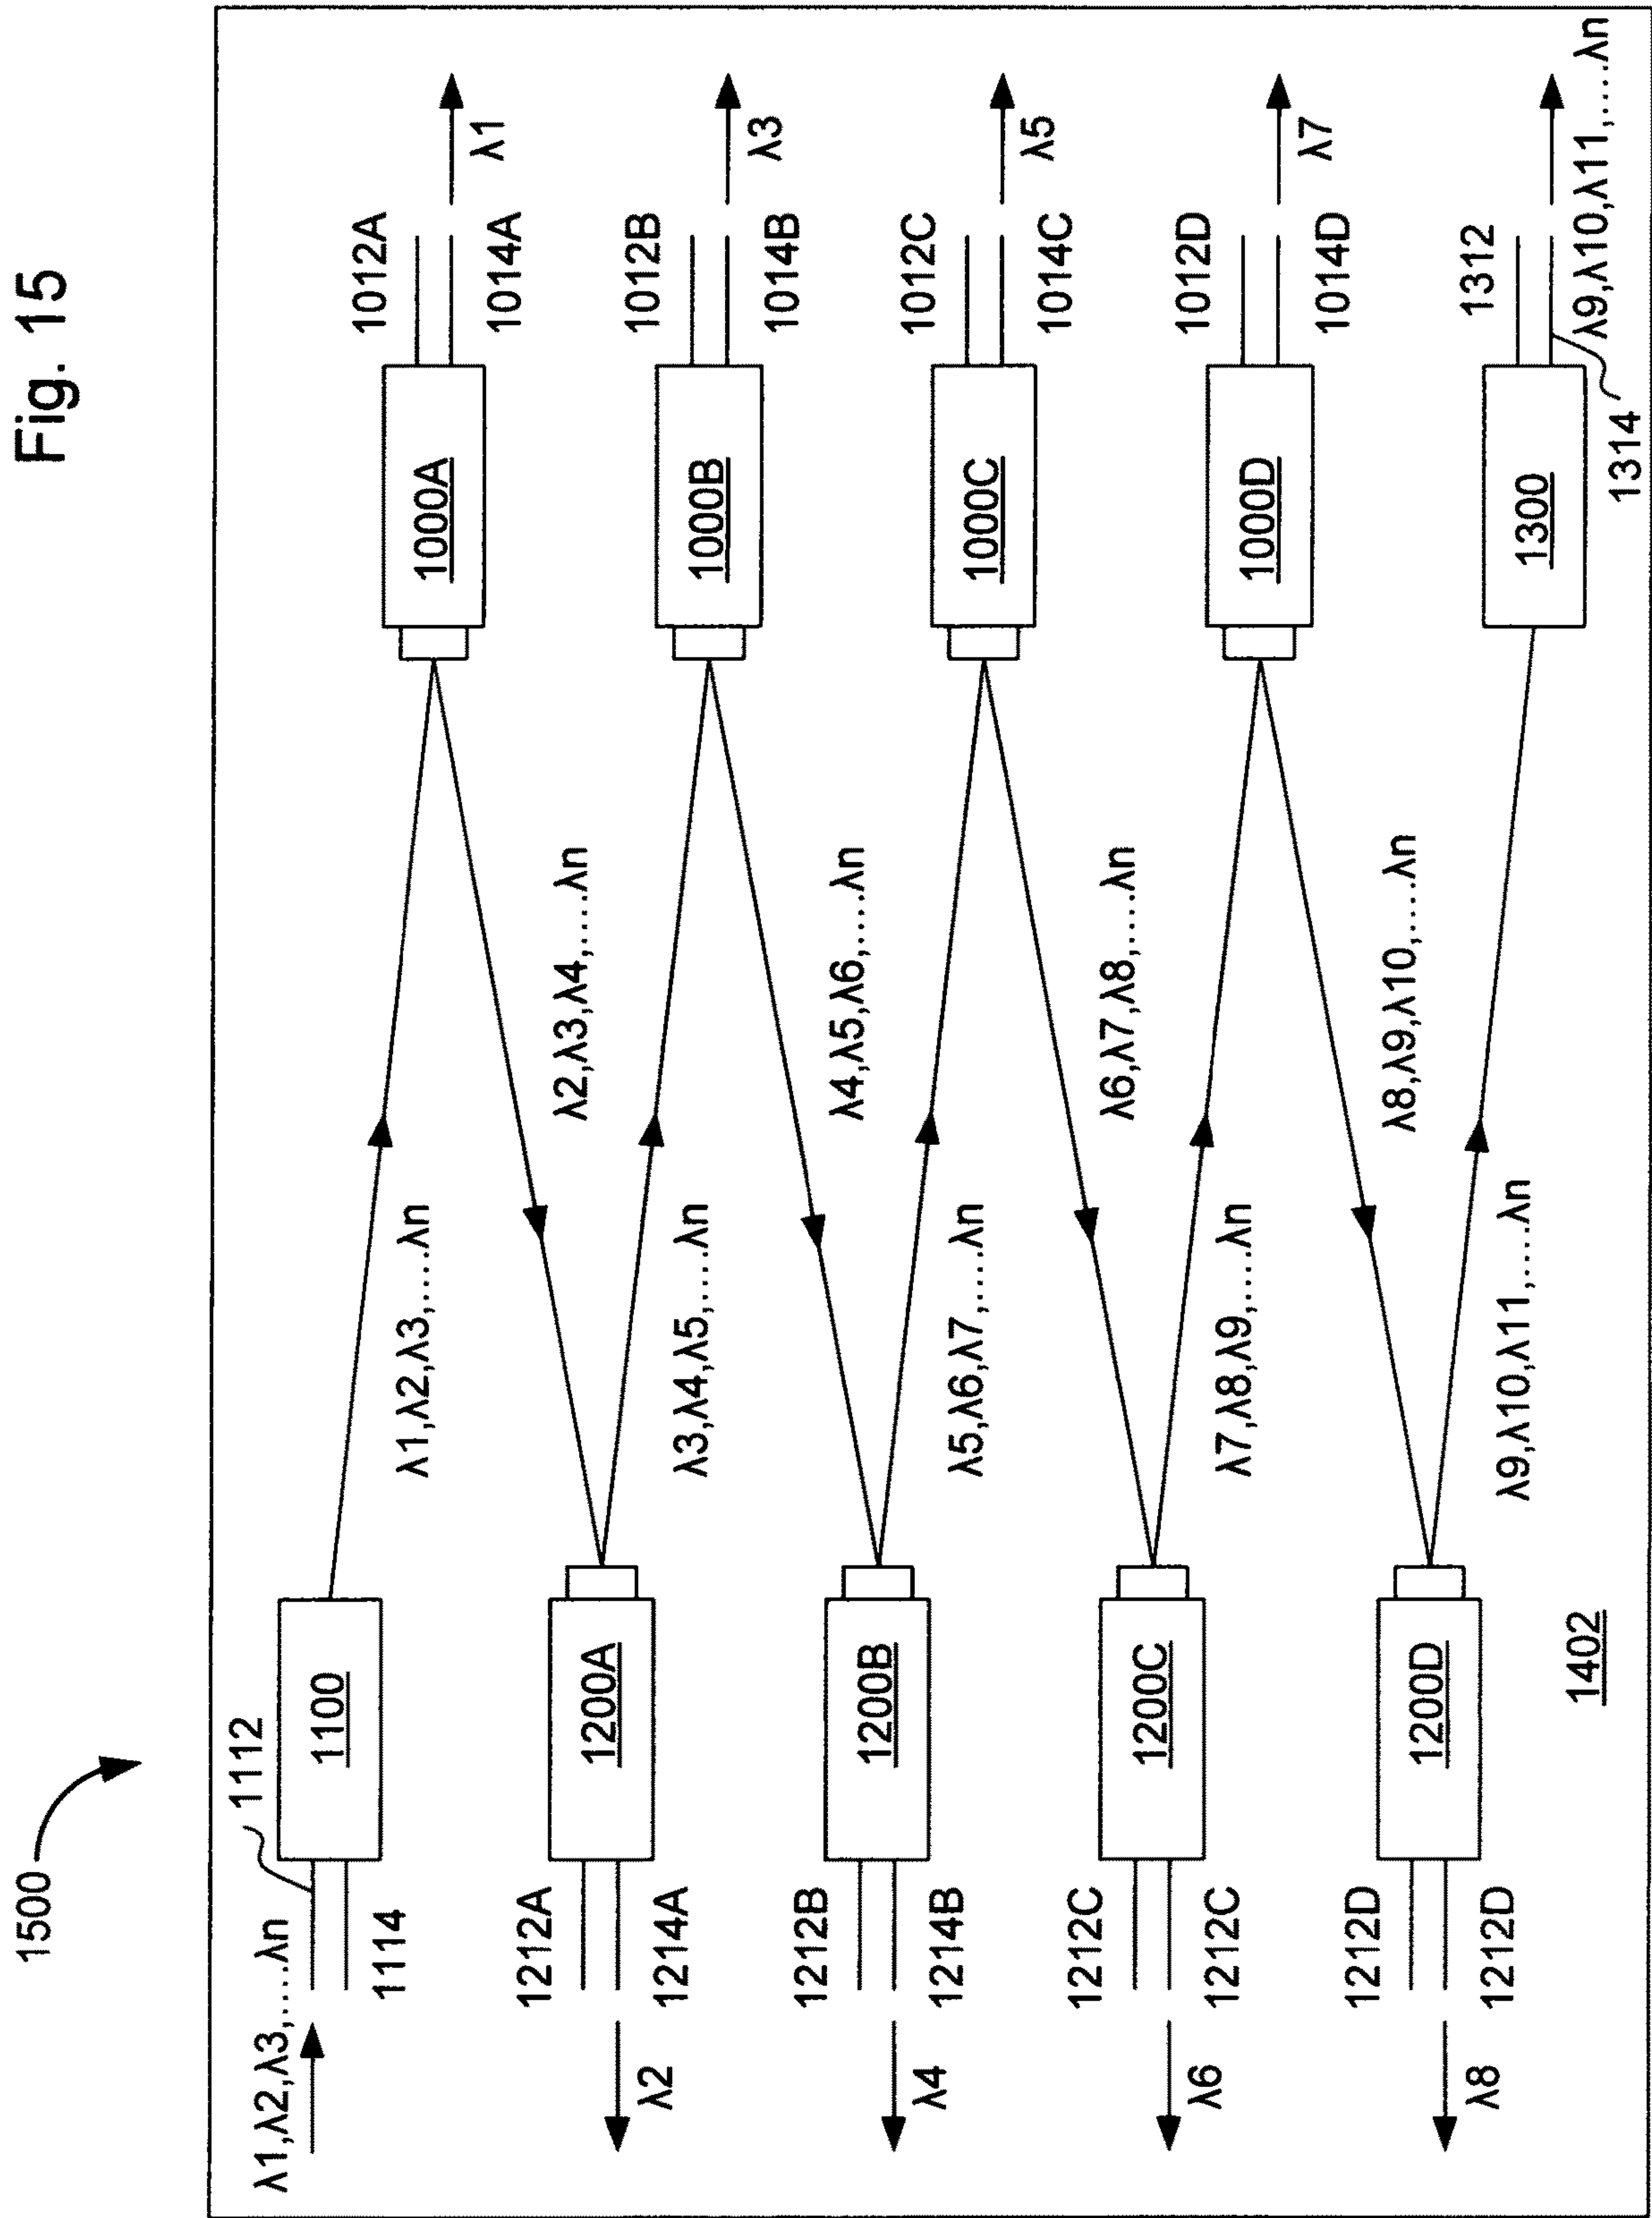 Fig. 15
1500
λ1,λ2,λ3,....λn
1112
1114
1100
λ1,λ2,λ3,....λn
1000A
1012A
1014A
λ1
λ2,λ3,λ4,....λn
1212A
1214A
1200A
λ2
λ3,λ4,λ5,....λn
1000B
1012B
1014B
λ3
λ4,λ5,λ6,....λn
1212B
1214B
1200B
λ4
λ5,λ6,λ7,....λn
1000C
1012C
1014C
λ5
λ6,λ7,λ8,....λn
1212C
1212C
1200C
λ6
λ7,λ8,λ9,....λn
1000D
1012D
1014D
λ7
λ8,λ9,λ10,....λn
1212D
1212D
1200D
λ8
λ9,λ10,λ11,....λn
1300
1312
1314
λ9,λ10,λ11,....λn
1402